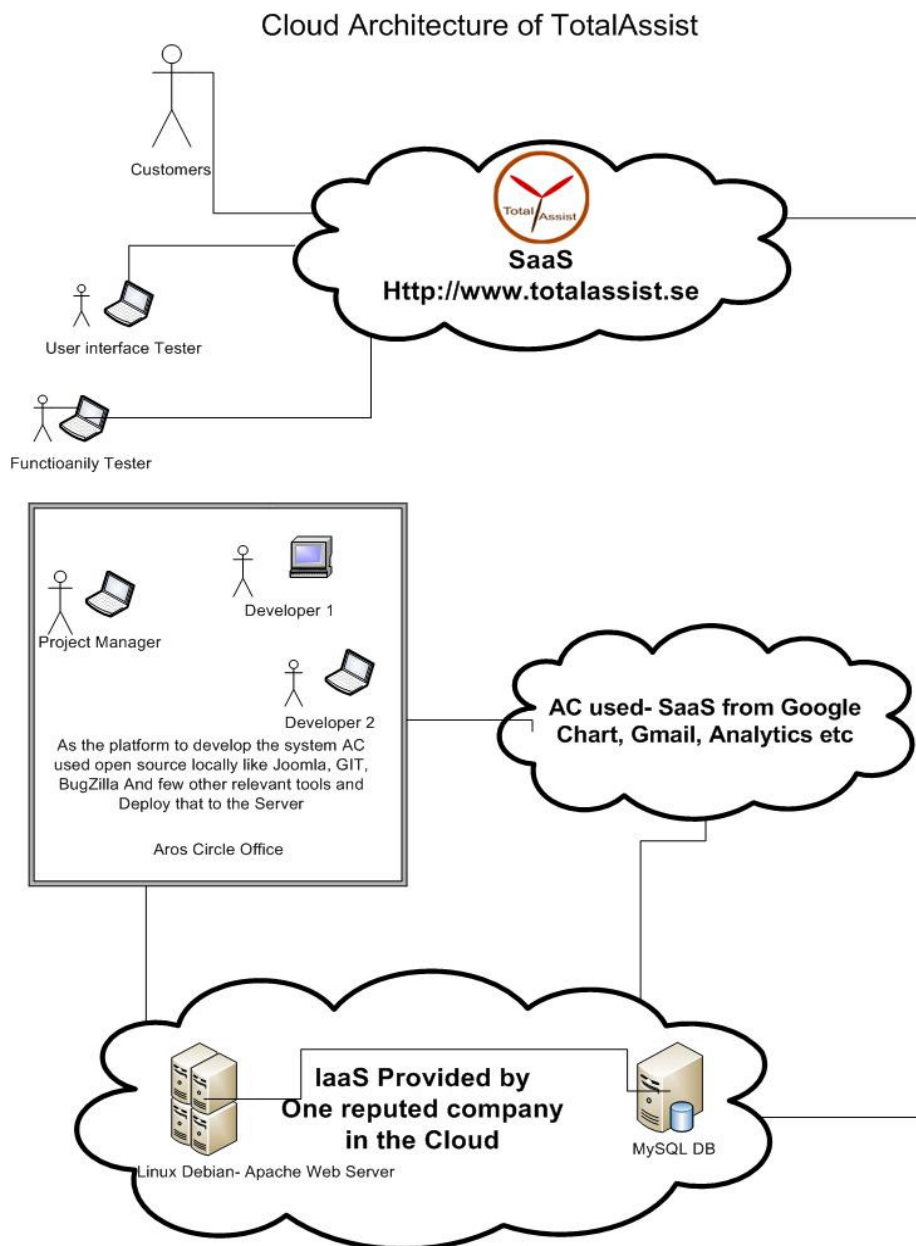 Cloud Architecture of TotalAssist
Customers
Total Assist
SaaS
Http://www.totalassist.se
User interface Tester
Functioanily Tester
Developer 1
Project Manager
Developer 2
As the platform to develop the system AC
used open source locally like Joomla, GIT,
BugZilla And few other relevant tools and
Deploy that to the Server
Aros Circle Office
AC used- SaaS from Google
Chart, Gmail, Analytics etc
IaaS Provided by
One reputed company
in the Cloud
MySQL DB
Linux Debian- Apache Web Server